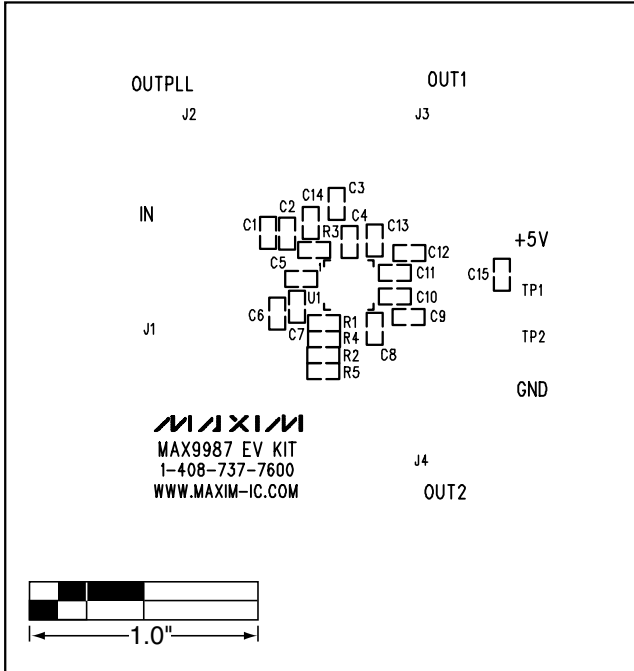 OUTPLL
OUT1
J2
J3
C3
C14
IN
C1
C2
C4
C13
R3
+5V
C12
C5
C11
C15
TP1
U1
C10
C6
C9
R1
J1
C7
R4
TP2
C8
R2
R5
GND
MAXIM
MAX9987 EV KIT
1-408-737-7600
WWW.MAXIM-IC.COM
J4
OUT2
1.0"